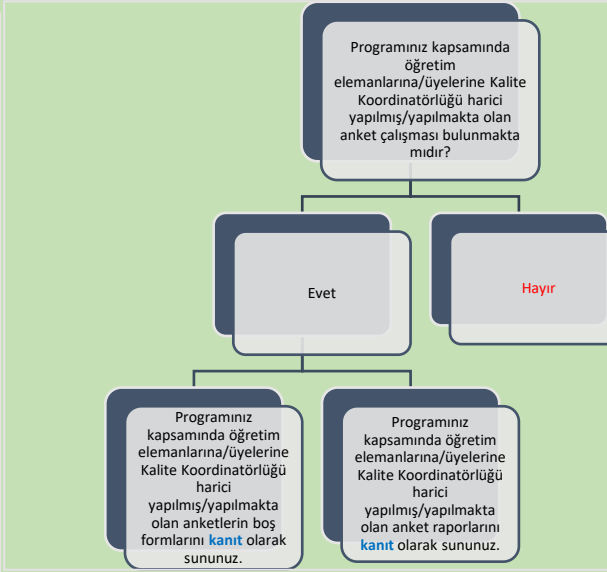 Programınız kapsamında
öğretim
elemanlarına/üyelerine Kalite
Koordinatörlüğü harici
yapılmış/yapılmakta olan
anket çalışması bulunmakta
mıdır?
Evet
Hayır
Programınız
kapsamında öğretim
elemanlarına/üyelerine
Kalite Koordinatörlüğü
harici
yapılmış/yapılmakta
olan anketlerin boş
formlarını kanıt olarak
sununuz.
Programınız
kapsamında öğretim
elemanlarına/üyelerine
Kalite Koordinatörlüğü
harici
yapılmış/yapılmakta
olan anket raporlarını
kanıt olarak sununuz.